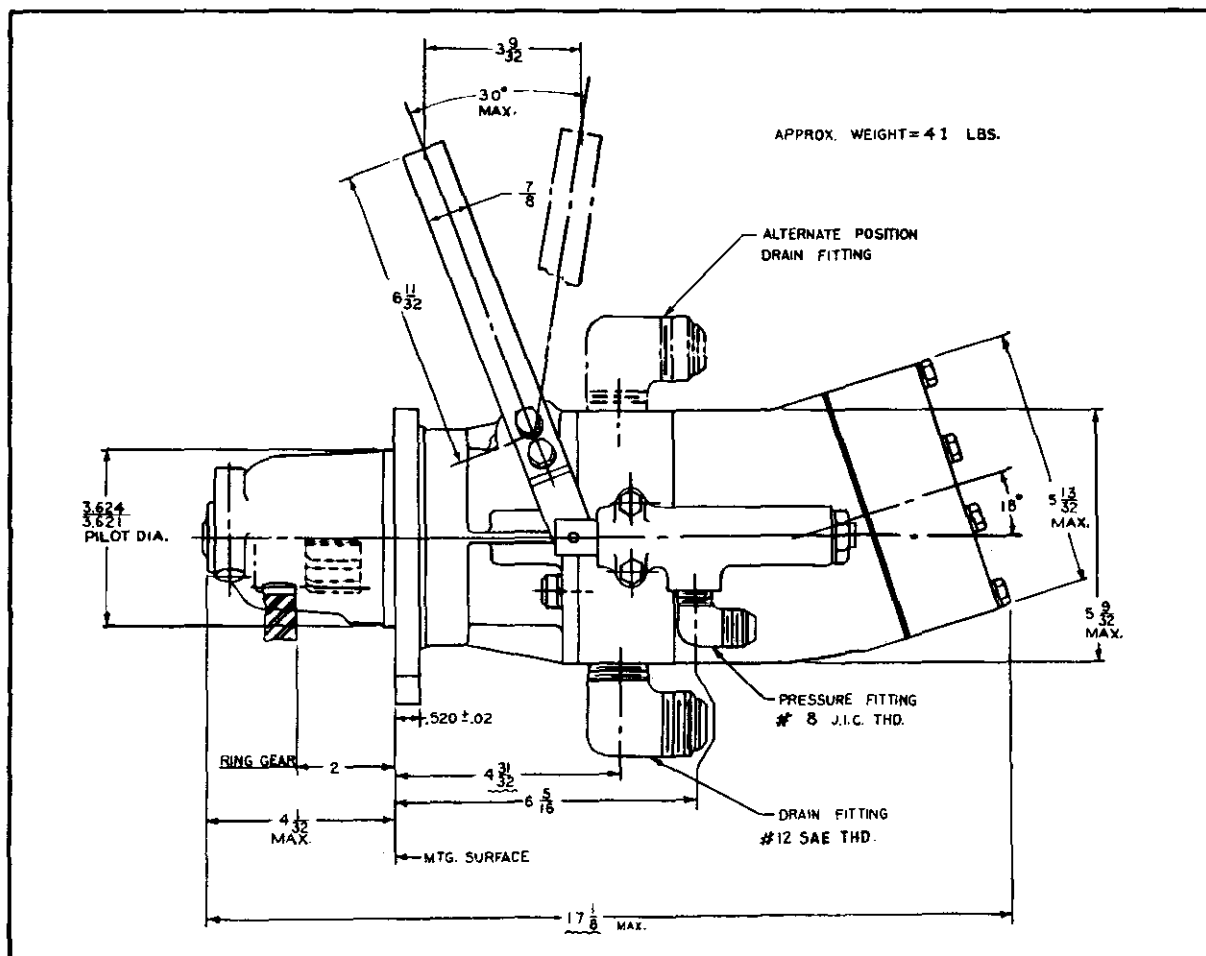 3 9/32
30°
MAX.
APPROX. WEIGHT = 41 LBS.
7/8
ALTERNATE POSITION
DRAIN FITTING
6 11/32
3.624
3.621
PILOT DIA.
18°
5 13/32
MAX.
5 9/32
MAX.
PRESSURE FITTING
# 8 J.I.C. THD.
.520 ±.02
RING GEAR
2
4 31/32
6 5/16
DRAIN FITTING
#12 SAE THD.
4 1/32
MAX.
MTG. SURFACE
17 1/8 MAX.